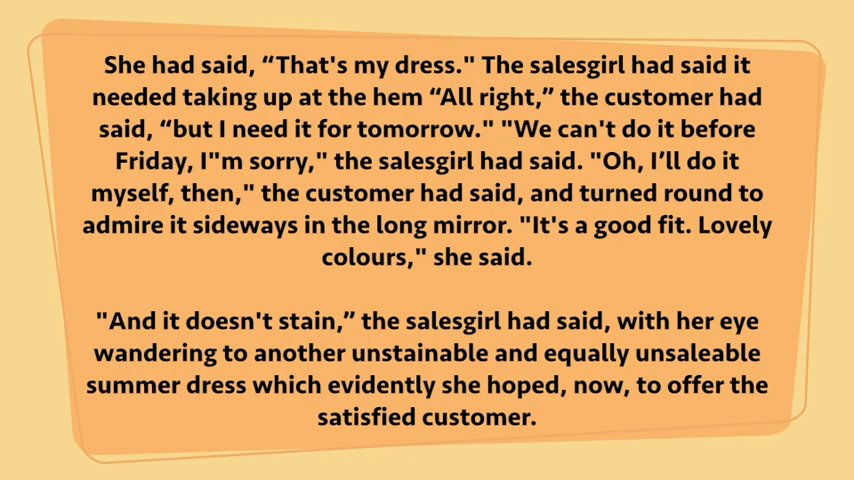 She had said, “That's my dress." The salesgirl had said it
needed taking up at the hem “All right,” the customer had
said, “but I need it for tomorrow." "We can't do it before
Friday, I"m sorry," the salesgirl had said. "Oh, I’ll do it
myself, then," the customer had said, and turned round to
admire it sideways in the long mirror. "It's a good fit. Lovely
colours," she said.
"And it doesn't stain,” the salesgirl had said, with her eye
wandering to another unstainable and equally unsaleable
summer dress which evidently she hoped, now, to offer the
satisfied customer.